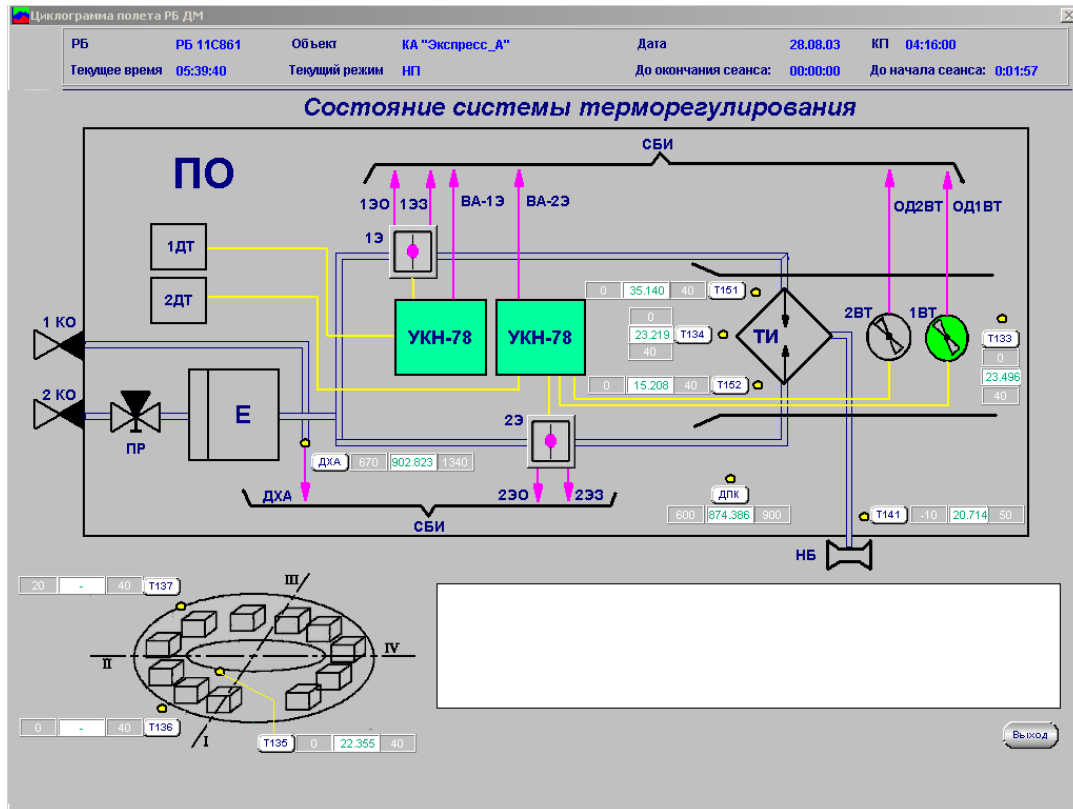 Циклограмма полета РБ ДМ
РБ РБ 11С861 Объект КА "Экспресс_А" Дата 28.08.03 КП 04:16:00
Текущее время 05:39:40 Текущий режим НП До окончания сеанса: 00:00:00 До начала сеанса: 0:01:57
Состояние системы терморегулирования
СБИ
ПО
1ЭО 1ЭЗ ВА-1Э ВА-2Э ОД2ВТ ОД1ВТ
1Э
1ДТ
2ДТ
0 35.140 40 Т151
1 КО
УКН-78 УКН-78
0
23.219 Т134
40
ТИ
2ВТ 1ВТ
Т133
0
23.496
40
0 15.208 40 Т152
2 КО
ПР
Е
2Э
ДХА 670 902.823 1340
ДХА
2ЭО 2ЭЗ
СБИ
ДПК
600 874.386 900
Т141 -10 20.714 50
НБ
20 - 40 Т137
III
II
IV
0 - 40 Т136
I
Т135 0 22.355 40
Выход